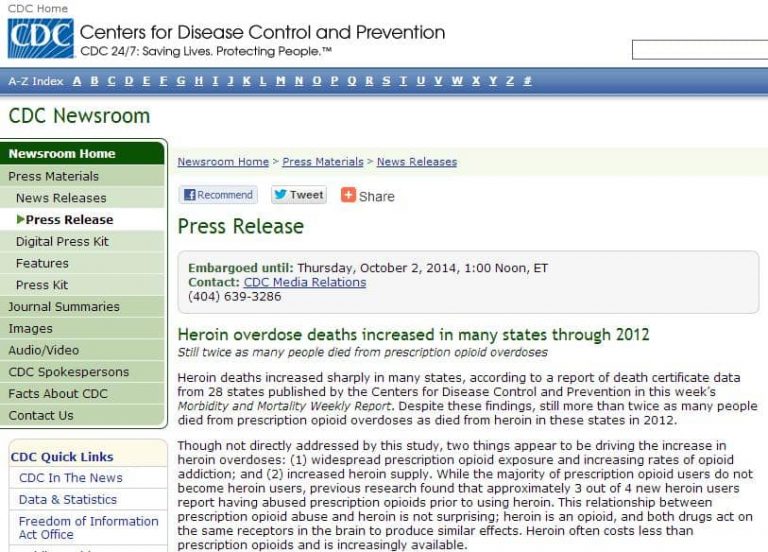 CDC Home
CDC
Centers for Disease Control and Prevention
CDC 24/7: Saving Lives. Protecting People.™
A-Z Index A B C D E F G H I J K L M N O P Q R S T U V W X Y Z #
CDC Newsroom
Newsroom Home
Press Materials
News Releases
Press Release
Digital Press Kit
Features
Press Kit
Journal Summaries
Images
Audio/Video
CDC Spokespersons
Facts About CDC
Contact Us
CDC Quick Links
CDC In The News
Data & Statistics
Freedom of Information
Act Office
Newsroom Home > Press Materials > News Releases
Recommend Tweet Share
Press Release
Embargoed until: Thursday, October 2, 2014, 1:00 Noon, ET
Contact: CDC Media Relations
(404) 639-3286
Heroin overdose deaths increased in many states through 2012
Still twice as many people died from prescription opioid overdoses
Heroin deaths increased sharply in many states, according to a report of death certificate data
from 28 states published by the Centers for Disease Control and Prevention in this week's
Morbidity and Mortality Weekly Report. Despite these findings, still more than twice as many people
died from prescription opioid overdoses as died from heroin in these states in 2012.
Though not directly addressed by this study, two things appear to be driving the increase in
heroin overdoses: (1) widespread prescription opioid exposure and increasing rates of opioid
addiction; and (2) increased heroin supply. While the majority of prescription opioid users do not
become heroin users, previous research found that approximately 3 out of 4 new heroin users
report having abused prescription opioids prior to using heroin. This relationship between
prescription opioid abuse and heroin is not surprising; heroin is an opioid, and both drugs act on
the same receptors in the brain to produce similar effects. Heroin often costs less than
prescription opioids and is increasingly available.